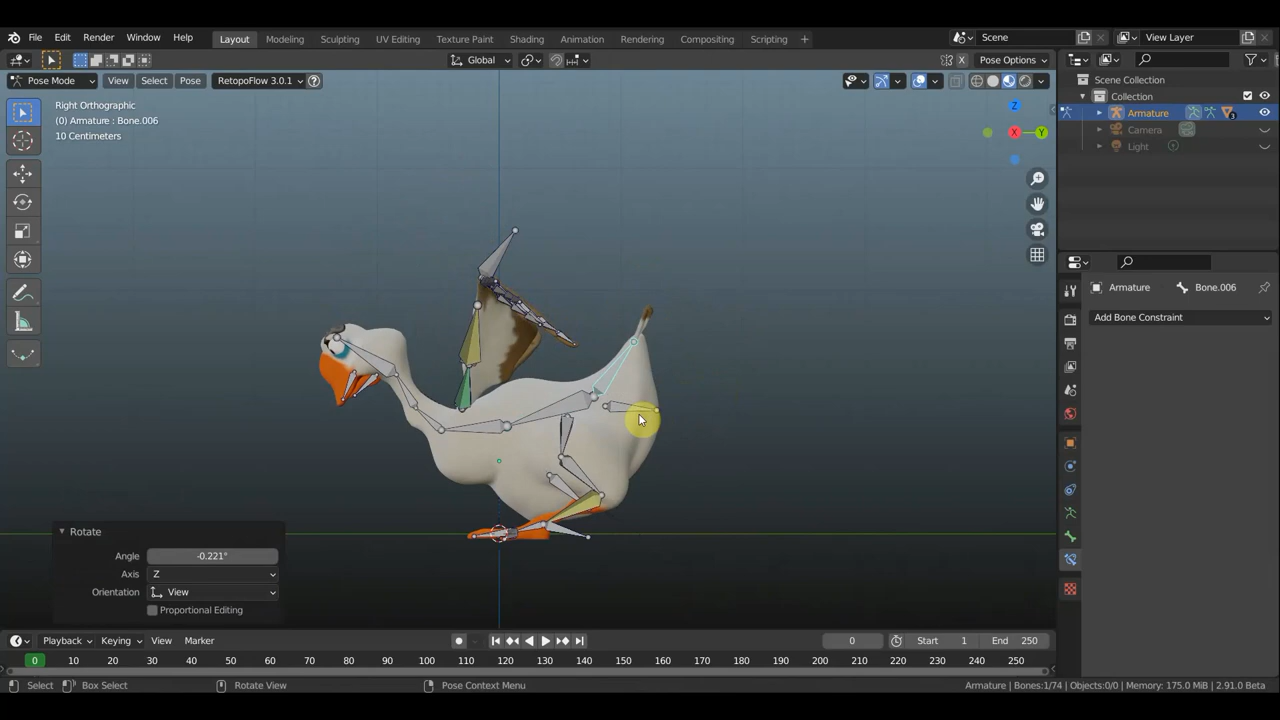 File Edit Render Window Help
Layout Modeling Sculpting UV Editing Texture Paint Shading Animation Rendering Compositing Scripting +
Scene View Layer
Global Pose Options
Pose Mode View Select Pose RetopoFlow 3.0.1 ?
Scene Collection
Collection
Armature
Camera
Light
Right Orthographic
(0) Armature : Bone.006
10 Centimeters
Z
X
Y
Armature Bone.006
Add Bone Constraint
Rotate
Angle -0.221°
Axis Z
Orientation View
Proportional Editing
Playback Keying View Marker 0 Start 1 End 250
0 10 20 30 40 50 60 70 80 90 100 110 120 130 140 150 160 170 180 190 200 210 220 230 240 250
Select Box Select Rotate View Pose Context Menu Armature | Bones:1/74 | Objects:0/0 | Memory: 175.0 MiB | 2.91.0 Beta